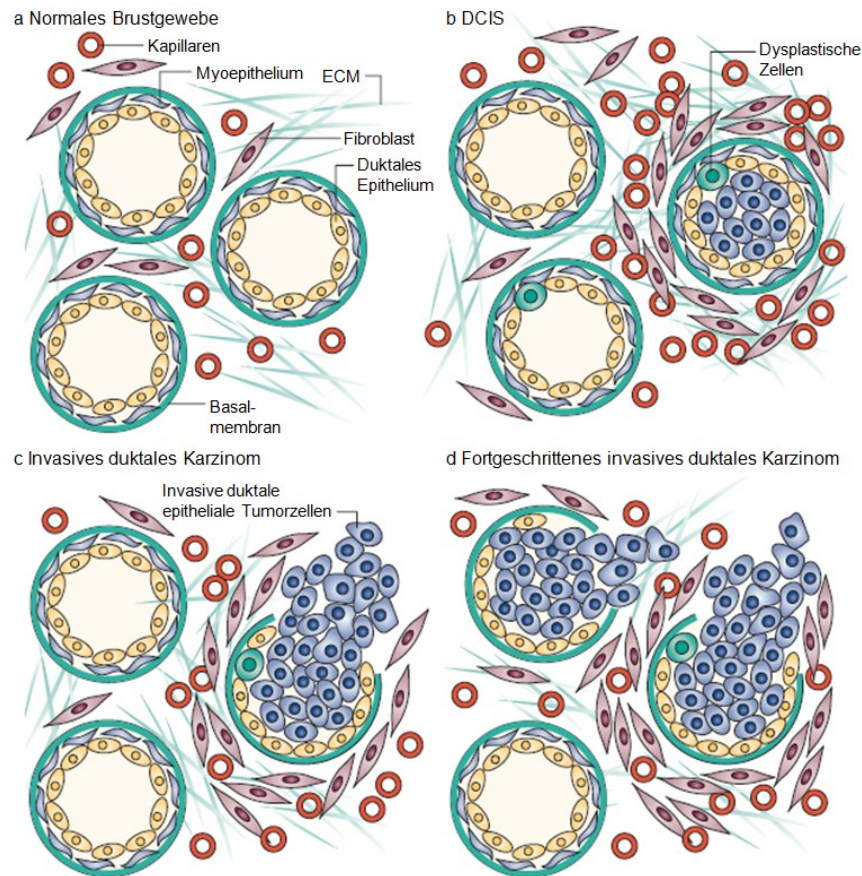 a Normales Brustgewebe
Kapillaren
Myoepithelium
ECM
Fibroblast
Duktales
Epithelium
Basal-
membran
b DCIS
Dysplastische
Zellen
c Invasives duktales Karzinom
Invasive duktale
epitheliale Tumorzellen
d Fortgeschrittenes invasives duktales Karzinom